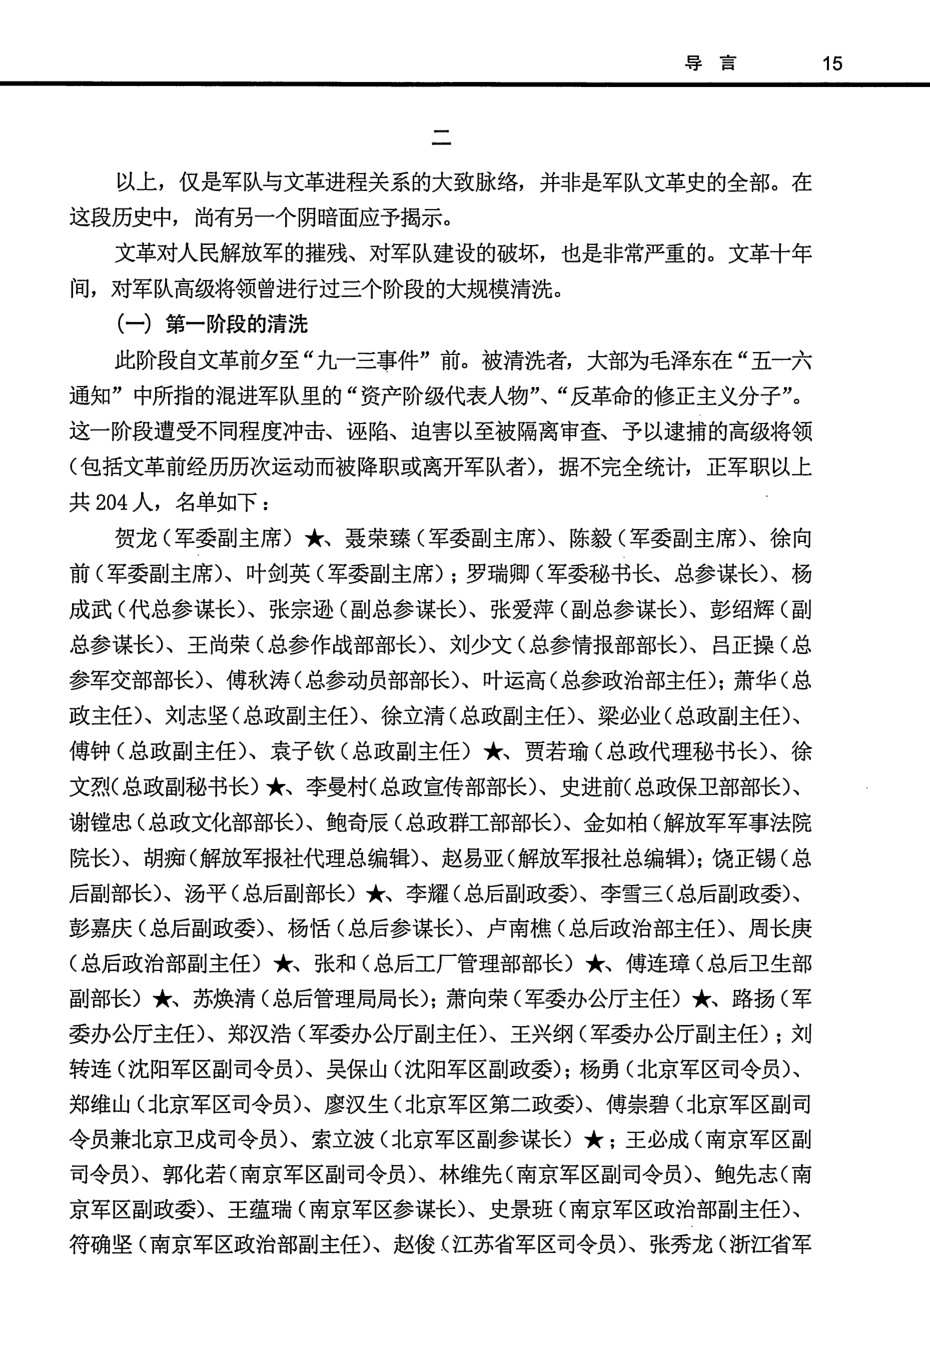 导 言 15
二
以上，仅是军队与文革进程关系的大致脉络，并非是军队文革史的全部。在
这段历史中，尚有另一个阴暗面应予揭示。
文革对人民解放军的摧残、对军队建设的破坏，也是非常严重的。文革十年
间，对军队高级将领曾进行过三个阶段的大规模清洗。
(一) 第一阶段的清洗
此阶段自文革前夕至“九一三事件”前。被清洗者，大部为毛泽东在“五一六
通知”中所指的混进军队里的“资产阶级代表人物”、“反革命的修正主义分子”。
这一阶段遭受不同程度冲击、诬陷、迫害以至被隔离审查、予以逮捕的高级将领
（包括文革前经历历次运动而被降职或离开军队者），据不完全统计，正军职以上
共 204 人，名单如下：
贺龙（军委副主席）★、聂荣臻（军委副主席）、陈毅（军委副主席）、徐向
前（军委副主席）、叶剑英（军委副主席）；罗瑞卿（军委秘书长、总参谋长）、杨
成武（代总参谋长）、张宗逊（副总参谋长）、张爱萍（副总参谋长）、彭绍辉（副
总参谋长）、王尚荣（总参作战部部长）、刘少文（总参情报部部长）、吕正操（总
参军交部部长）、傅秋涛（总参动员部部长）、叶运高（总参政治部主任）；萧华（总
政主任）、刘志坚（总政副主任）、徐立清（总政副主任）、梁必业（总政副主任）、
傅钟（总政副主任）、袁子钦（总政副主任）★、贾若瑜（总政代理秘书长）、徐
文烈（总政副秘书长）★、李曼村（总政宣传部部长）、史进前（总政保卫部部长）、
谢镗忠（总政文化部部长）、鲍奇辰（总政群工部部长）、金如柏（解放军军事法院
院长）、胡痴（解放军报社代理总编辑）、赵易亚（解放军报社总编辑）；饶正锡（总
后副部长）、汤平（总后副部长）★、李耀（总后副政委）、李雪三（总后副政委）、
彭嘉庆（总后副政委）、杨恬（总后参谋长）、卢南樵（总后政治部主任）、周长庚
（总后政治部副主任）★、张和（总后工厂管理部部长）★、傅连璋（总后卫生部
副部长）★、苏焕清（总后管理局局长）；萧向荣（军委办公厅主任）★、路扬（军
委办公厅主任）、郑汉浩（军委办公厅副主任）、王兴纲（军委办公厅副主任）；刘
转连（沈阳军区副司令员）、吴保山（沈阳军区副政委）；杨勇（北京军区司令员）、
郑维山（北京军区司令员）、廖汉生（北京军区第二政委）、傅崇碧（北京军区副司
令员兼北京卫戍司令员）、索立波（北京军区副参谋长）★；王必成（南京军区副
司令员）、郭化若（南京军区副司令员）、林维先（南京军区副司令员）、鲍先志（南
京军区副政委）、王蕴瑞（南京军区参谋长）、史景班（南京军区政治部副主任）、
符确坚（南京军区政治部副主任）、赵俊（江苏省军区司令员）、张秀龙（浙江省军